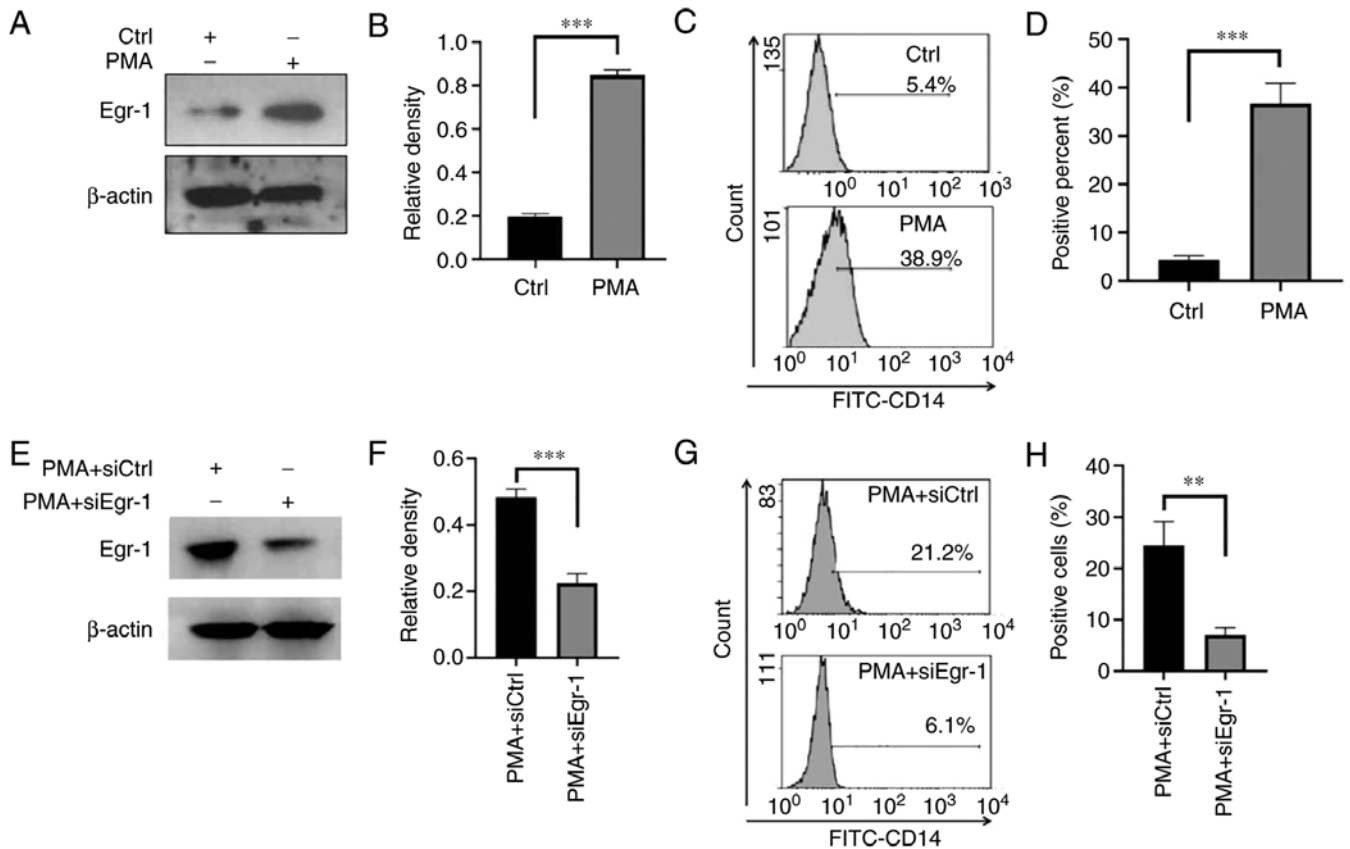 A
Ctrl + −
PMA − +
Egr-1
β-actin
B
***
Relative density
1.0
0.8
0.6
0.4
0.2
0.0
Ctrl PMA
C
Count
135
Ctrl
5.4%
10⁰ 10¹ 10² 10³
101
PMA
38.9%
10⁰ 10¹ 10² 10³ 10⁴
FITC-CD14
D
***
Positive percent (%)
50
40
30
20
10
0
Ctrl PMA
E
PMA+siCtrl + −
PMA+siEgr-1 − +
Egr-1
β-actin
F
***
Relative density
0.6
0.4
0.2
0.0
PMA+siCtrl
PMA+siEgr-1
G
Count
83
PMA+siCtrl
21.2%
10⁰ 10¹ 10² 10³ 10⁴
111
PMA+siEgr-1
6.1%
10⁰ 10¹ 10² 10³ 10⁴
FITC-CD14
H
**
Positive cells (%)
40
30
20
10
0
PMA+siCtrl
PMA+siEgr-1